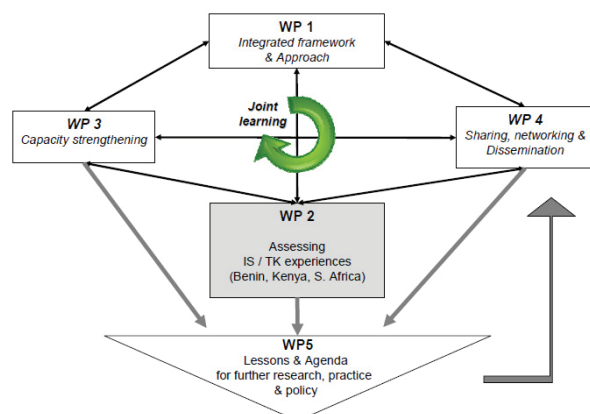 WP 1
Integrated framework
& Approach
Joint
learning
WP 3
Capacity strengthening
WP 4
Sharing, networking &
Dissemination
WP 2
Assessing
IS / TK experiences
(Benin, Kenya, S. Africa)
WP5
Lessons & Agenda
for further research, practice
& policy